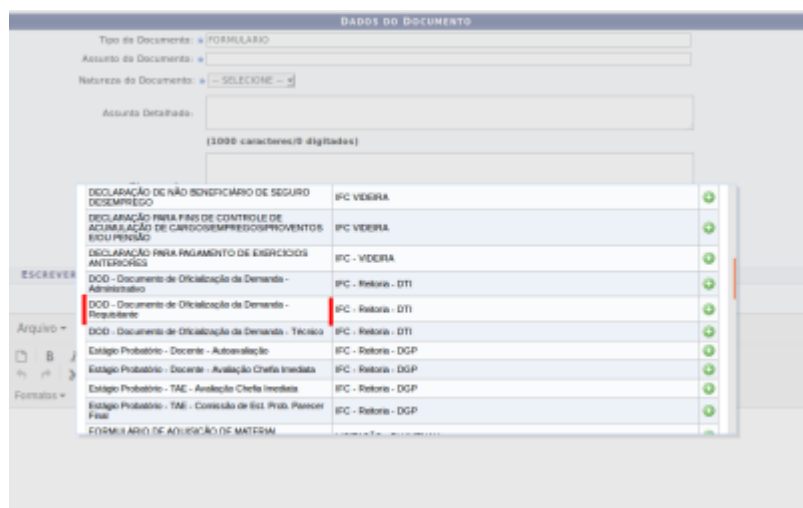 DADOS DO DOCUMENTO
Tipo do Documento: FORMULARIO
Assunto do Documento:
Natureza do Documento: -- SELECIONE --
Assunto Detalhado:
(1000 caracteres/0 digitados)
DECLARAÇÃO DE NÃO BENEFICIÁRIO DE SEGURO
DESEMPREGO
IFC VIDEIRA
DECLARAÇÃO PARA FINS DE CONTROLE DE
ACUMULAÇÃO DE CARGOS/EMPREGOS/PROVENTOS
E/OU PENSÃO
IFC VIDEIRA
DECLARAÇÃO PARA PAGAMENTO DE EXERCICIOS
ANTERIORES
IFC - VIDEIRA
DOD - Documento de Oficialização da Demanda -
Administrativo
IFC - Reitoria - DTI
DOD - Documento de Oficialização da Demanda -
Requisitante
IFC - Reitoria - DTI
DOD - Documento de Oficialização da Demanda - Técnico IFC - Reitoria - DTI
Estágio Probatório - Docente - Autoavaliação IFC - Reitoria - DGP
Estágio Probatório - Docente - Avaliação Chefia Imediata IFC - Reitoria - DGP
Estágio Probatório - TAE - Avaliação Chefia Imediata IFC - Reitoria - DGP
Estágio Probatório - TAE - Comissão de Est. Prob. Parecer
Final
IFC - Reitoria - DGP
FORMULÁRIO DE AQUISIÇÃO DE MATERIAL
ESCREVER
Arquivo
B
Formatos